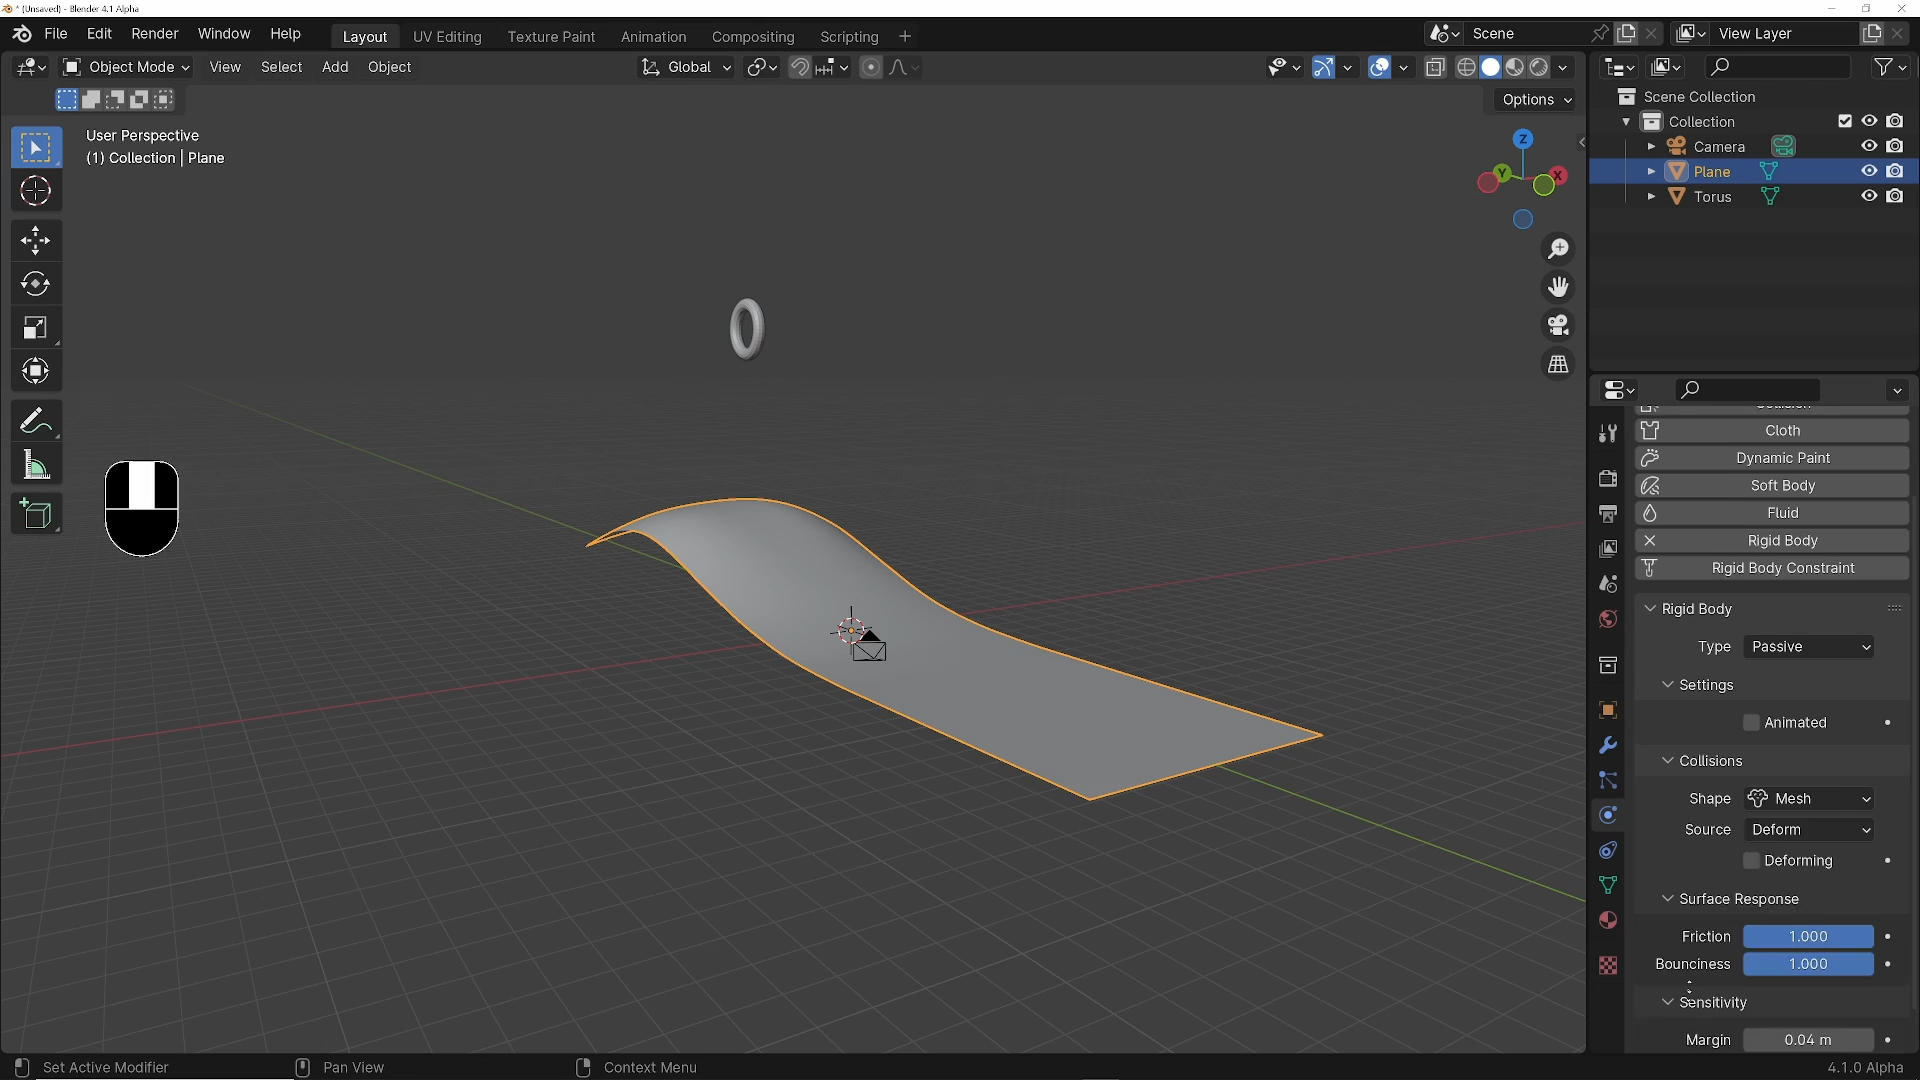 * (Unsaved) - Blender 4.1 Alpha
File Edit Render Window Help
Layout UV Editing Texture Paint Animation Compositing Scripting +
Scene
View Layer
Object Mode View Select Add Object
Global
Options
User Perspective
(1) Collection | Plane
Z
Y
X
Scene Collection
Collection
Camera
Plane
Torus
Collision
Cloth
Dynamic Paint
Soft Body
Fluid
Rigid Body
Rigid Body Constraint
Rigid Body
Type Passive
Settings
Animated
Collisions
Shape Mesh
Source Deform
Deforming
Surface Response
Friction 1.000
Bounciness 1.000
Sensitivity
Margin 0.04 m
Set Active Modifier
Pan View
Context Menu
4.1.0 Alpha